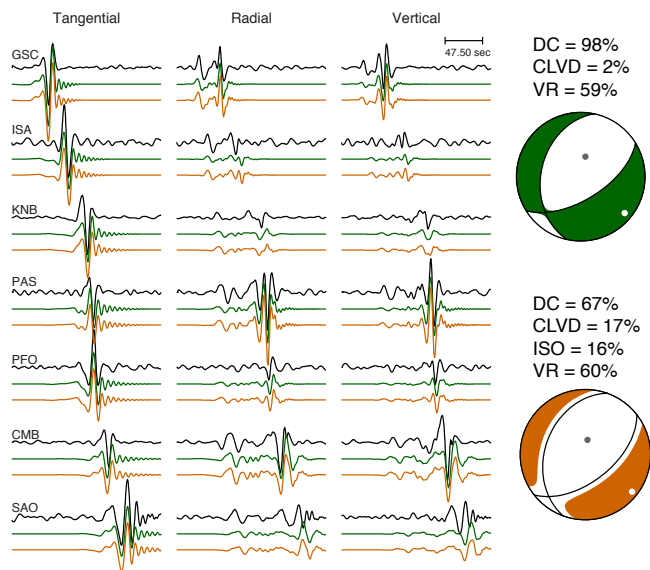 Tangential Radial Vertical
47.50 sec
GSC
ISA
KNB
PAS
PFO
CMB
SAO
DC = 98%
CLVD = 2%
VR = 59%
DC = 67%
CLVD = 17%
ISO = 16%
VR = 60%